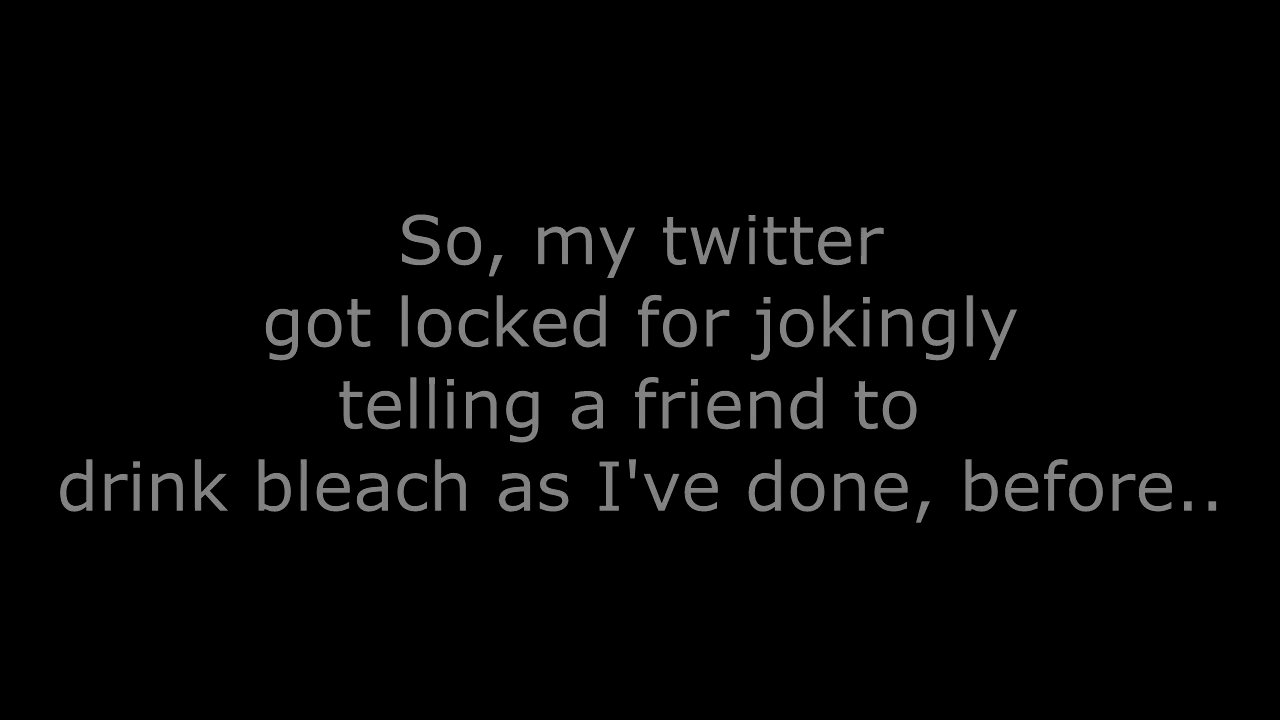 So, my twitter
got locked for jokingly
telling a friend to
drink bleach as I've done, before..